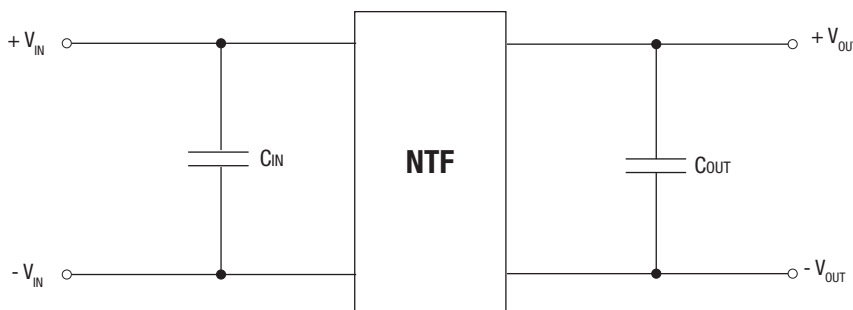 + VIN
+ VOU
CIN
NTF
COUT
- VIN
- VOUT